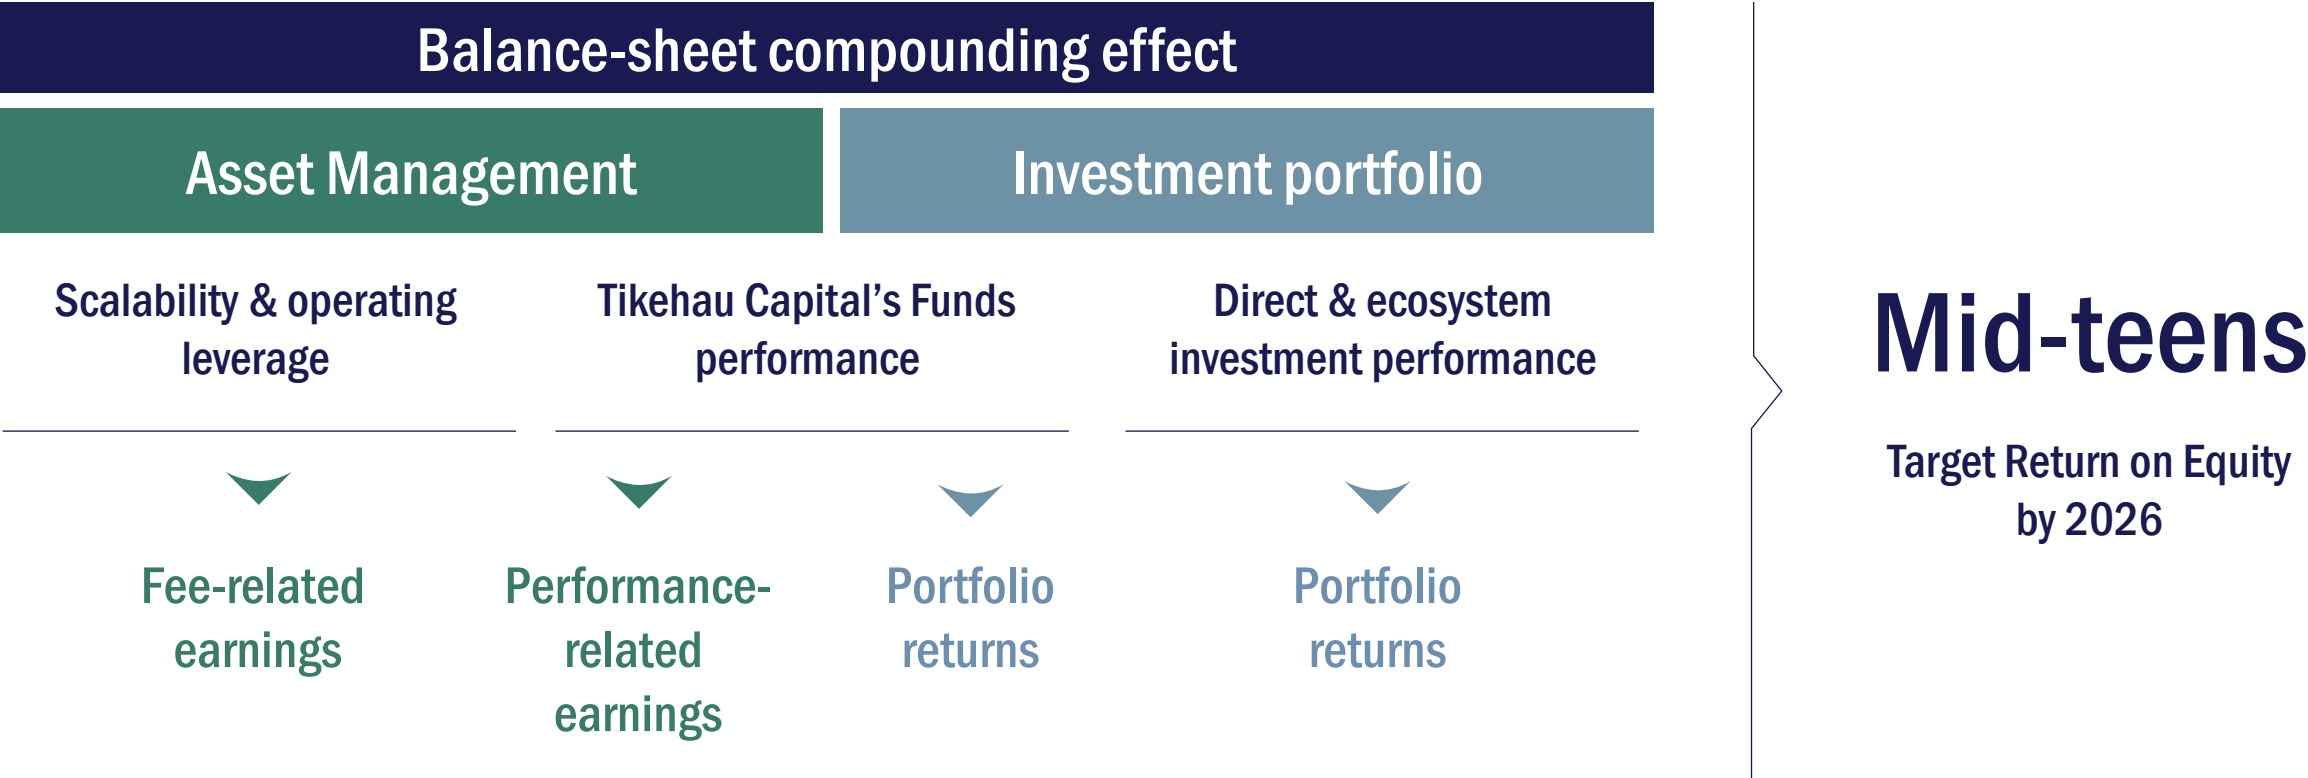 Balance-sheet compounding effect
Asset Management
Investment portfolio
Scalability & operating
leverage
Tikehau Capital’s Funds
performance
Direct & ecosystem
investment performance
Fee-related
earnings
Performance-
related
earnings
Portfolio
returns
Portfolio
returns
Mid-teens
Target Return on Equity
by 2026